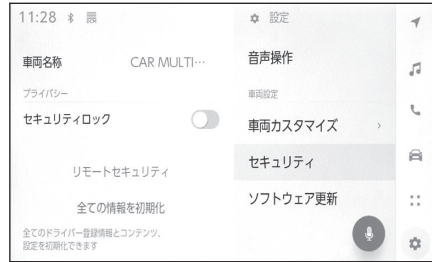 11:28
設定
車両名称 CAR MULTI…
プライバシー
セキュリティロック
リモートセキュリティ
全ての情報を初期化
全てのドライバー登録情報とコンテンツ、
設定を初期化できます
音声操作
車両設定
車両カスタマイズ
セキュリティ
ソフトウェア更新